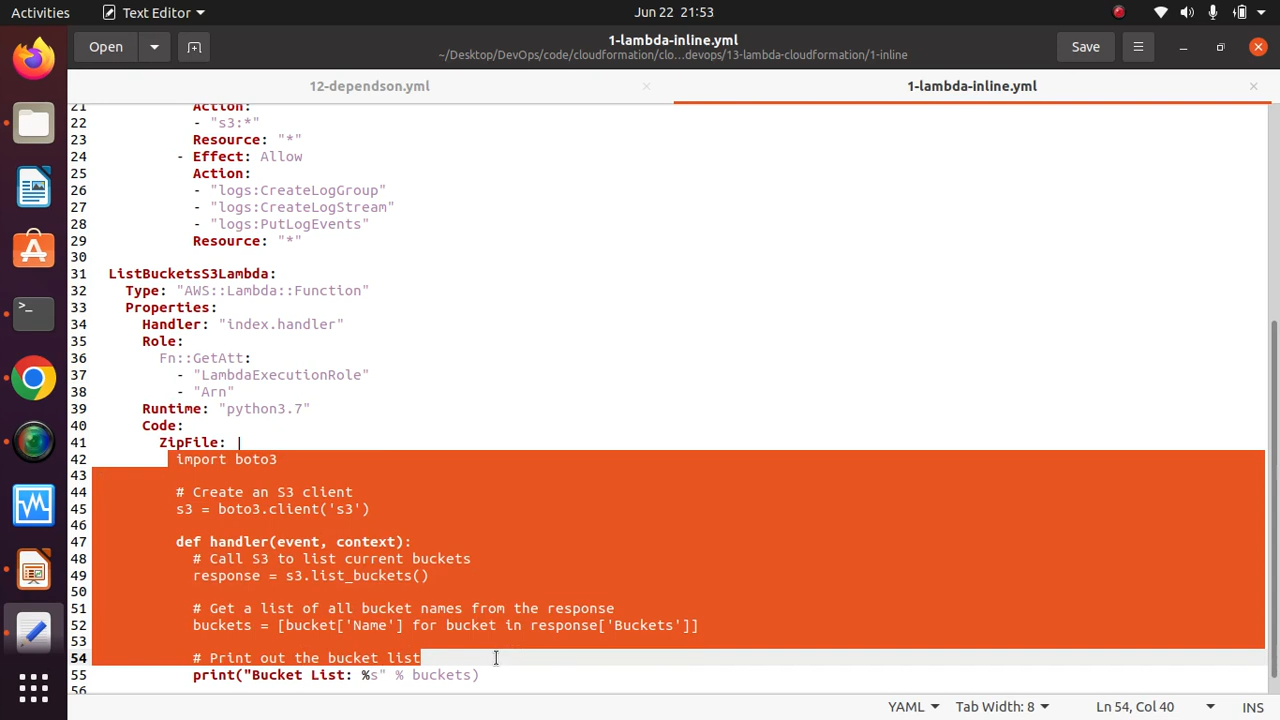 Activities
Text Editor
Jun 22 21:53
Open
1-lambda-inline.yml
~/Desktop/DevOps/code/cloudformation/clo...devops/13-lambda-cloudformation/1-inline
Save
12-dependson.yml
1-lambda-inline.yml
21 Action:
22 - "s3:*"
23 Resource: "*"
24 - Effect: Allow
25 Action:
26 - "logs:CreateLogGroup"
27 - "logs:CreateLogStream"
28 - "logs:PutLogEvents"
29 Resource: "*"
30
31 ListBucketsS3Lambda:
32 Type: "AWS::Lambda::Function"
33 Properties:
34 Handler: "index.handler"
35 Role:
36 Fn::GetAtt:
37 - "LambdaExecutionRole"
38 - "Arn"
39 Runtime: "python3.7"
40 Code:
41 ZipFile: |
42 import boto3
43
44 # Create an S3 client
45 s3 = boto3.client('s3')
46
47 def handler(event, context):
48 # Call S3 to list current buckets
49 response = s3.list_buckets()
50
51 # Get a list of all bucket names from the response
52 buckets = [bucket['Name'] for bucket in response['Buckets']]
53
54 # Print out the bucket list
55 print("Bucket List: %s" % buckets)
56
YAML
Tab Width: 8
Ln 54, Col 40
INS